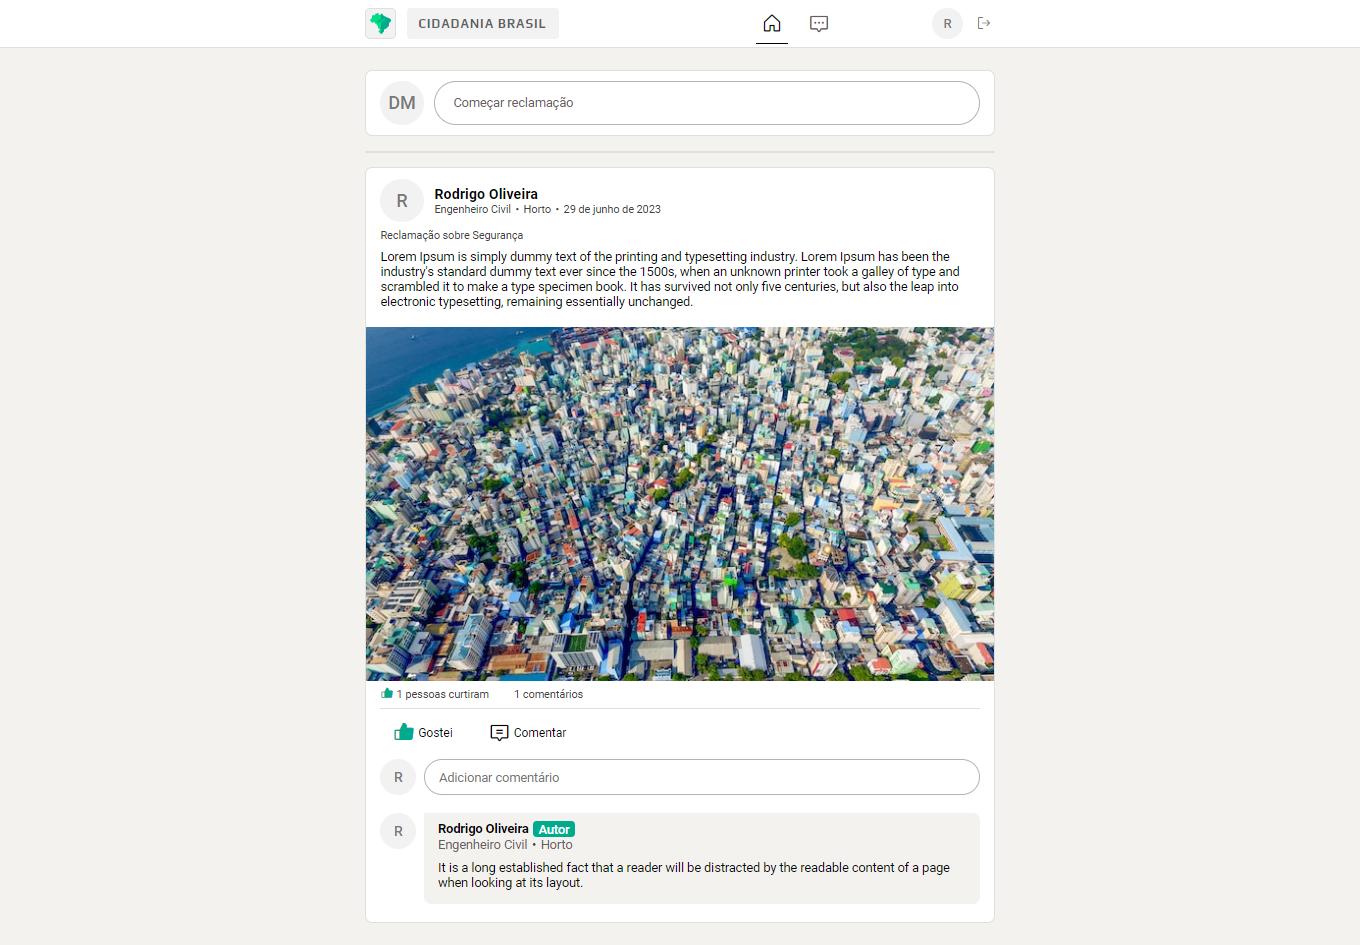 CIDADANIA BRASIL
R
DM
Começar reclamação
R
Rodrigo Oliveira
Engenheiro Civil • Horto • 29 de junho de 2023
Reclamação sobre Segurança
Lorem Ipsum is simply dummy text of the printing and typesetting industry. Lorem Ipsum has been the
industry's standard dummy text ever since the 1500s, when an unknown printer took a galley of type and
scrambled it to make a type specimen book. It has survived not only five centuries, but also the leap into
electronic typesetting, remaining essentially unchanged.
1 pessoas curtiram 1 comentários
Gostei Comentar
R
Adicionar comentário
R
Rodrigo Oliveira Autor
Engenheiro Civil • Horto
It is a long established fact that a reader will be distracted by the readable content of a page
when looking at its layout.